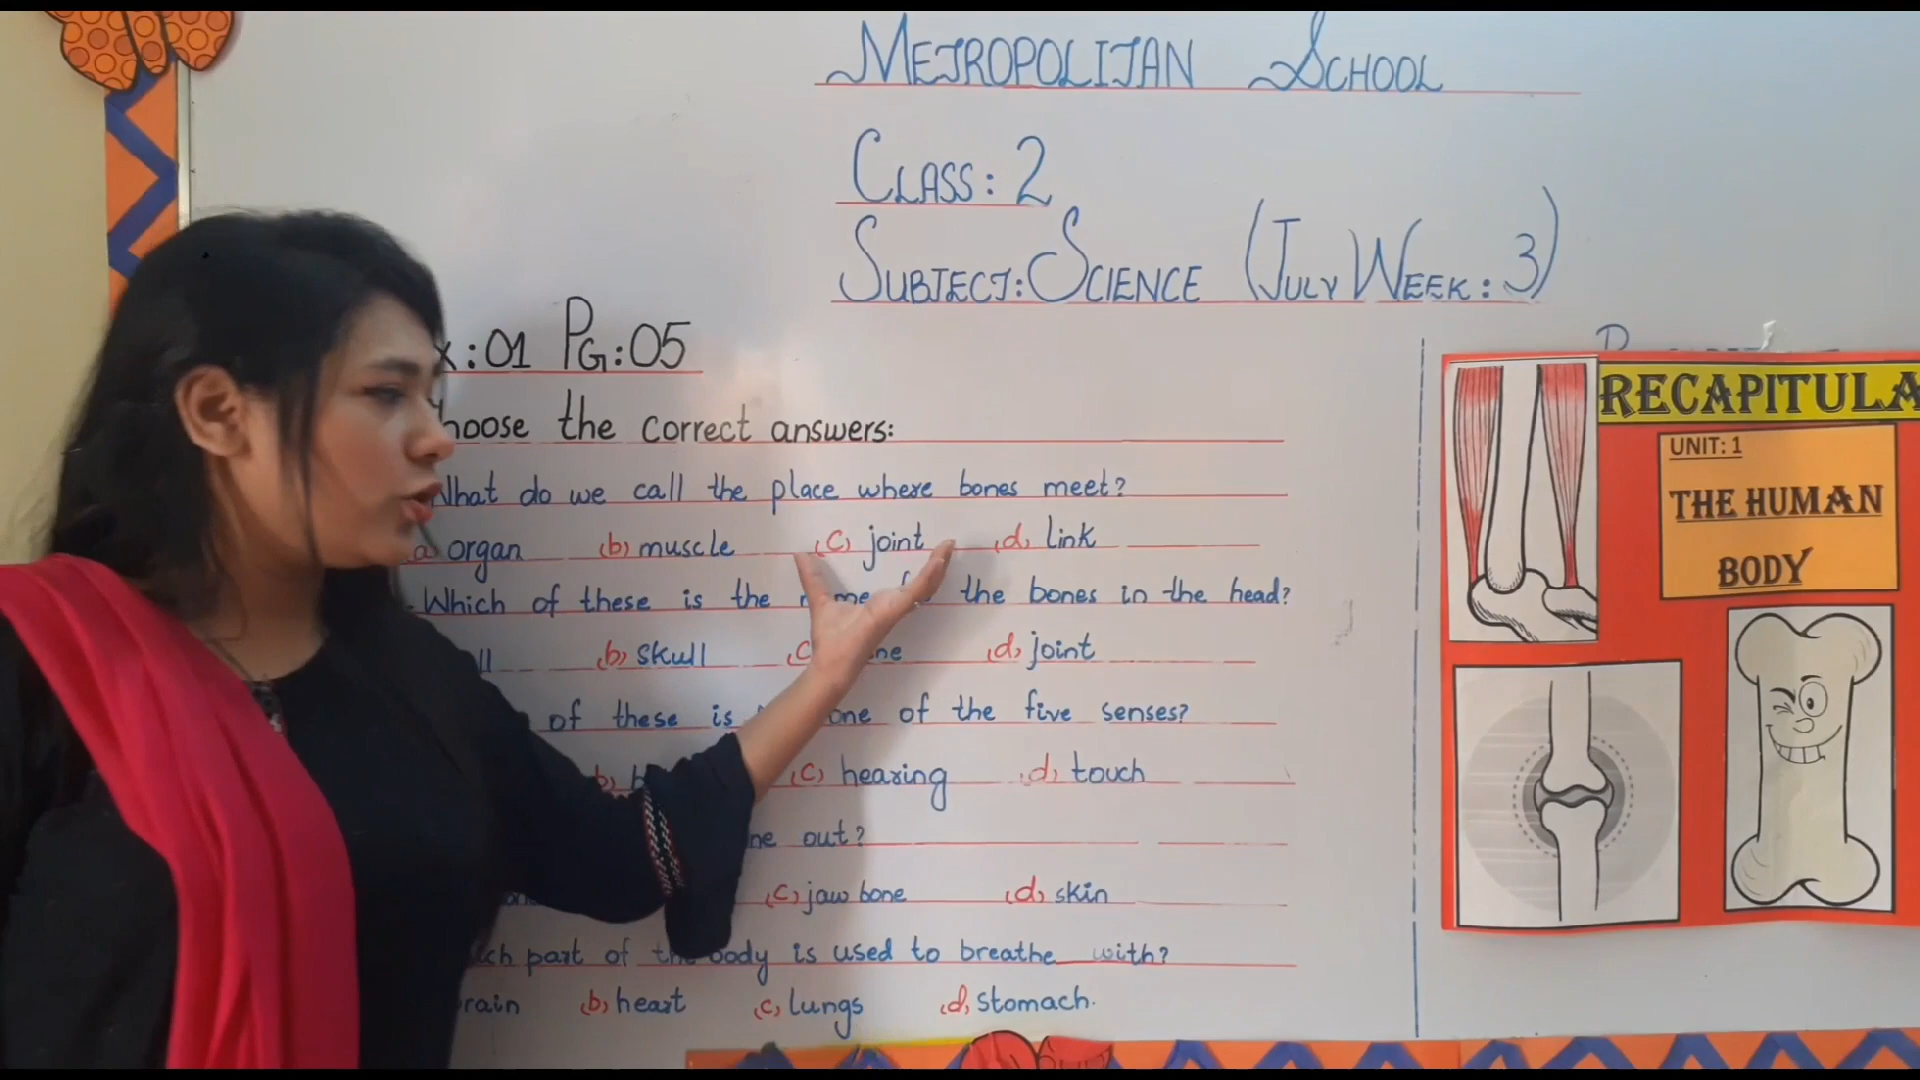 METROPOLITAN SCHOOL
CLASS: 2
SUBJECT: SCIENCE (JULY WEEK: 3)
:01 PG:05
hoose the correct answers:
What do we call the place where bones meet?
a) organ (b) muscle (c) joint (d) link
Which of these is the the bones in the head?
(b) skull (d) joint
of these is one of the five senses?
(c) hearing (d) touch
out?
(c) jaw bone (d) skin
part of body is used to breathe with?
rain (b) heart (c) lungs (d) stomach.
RECAPITULA
UNIT: 1
THE HUMAN
BODY